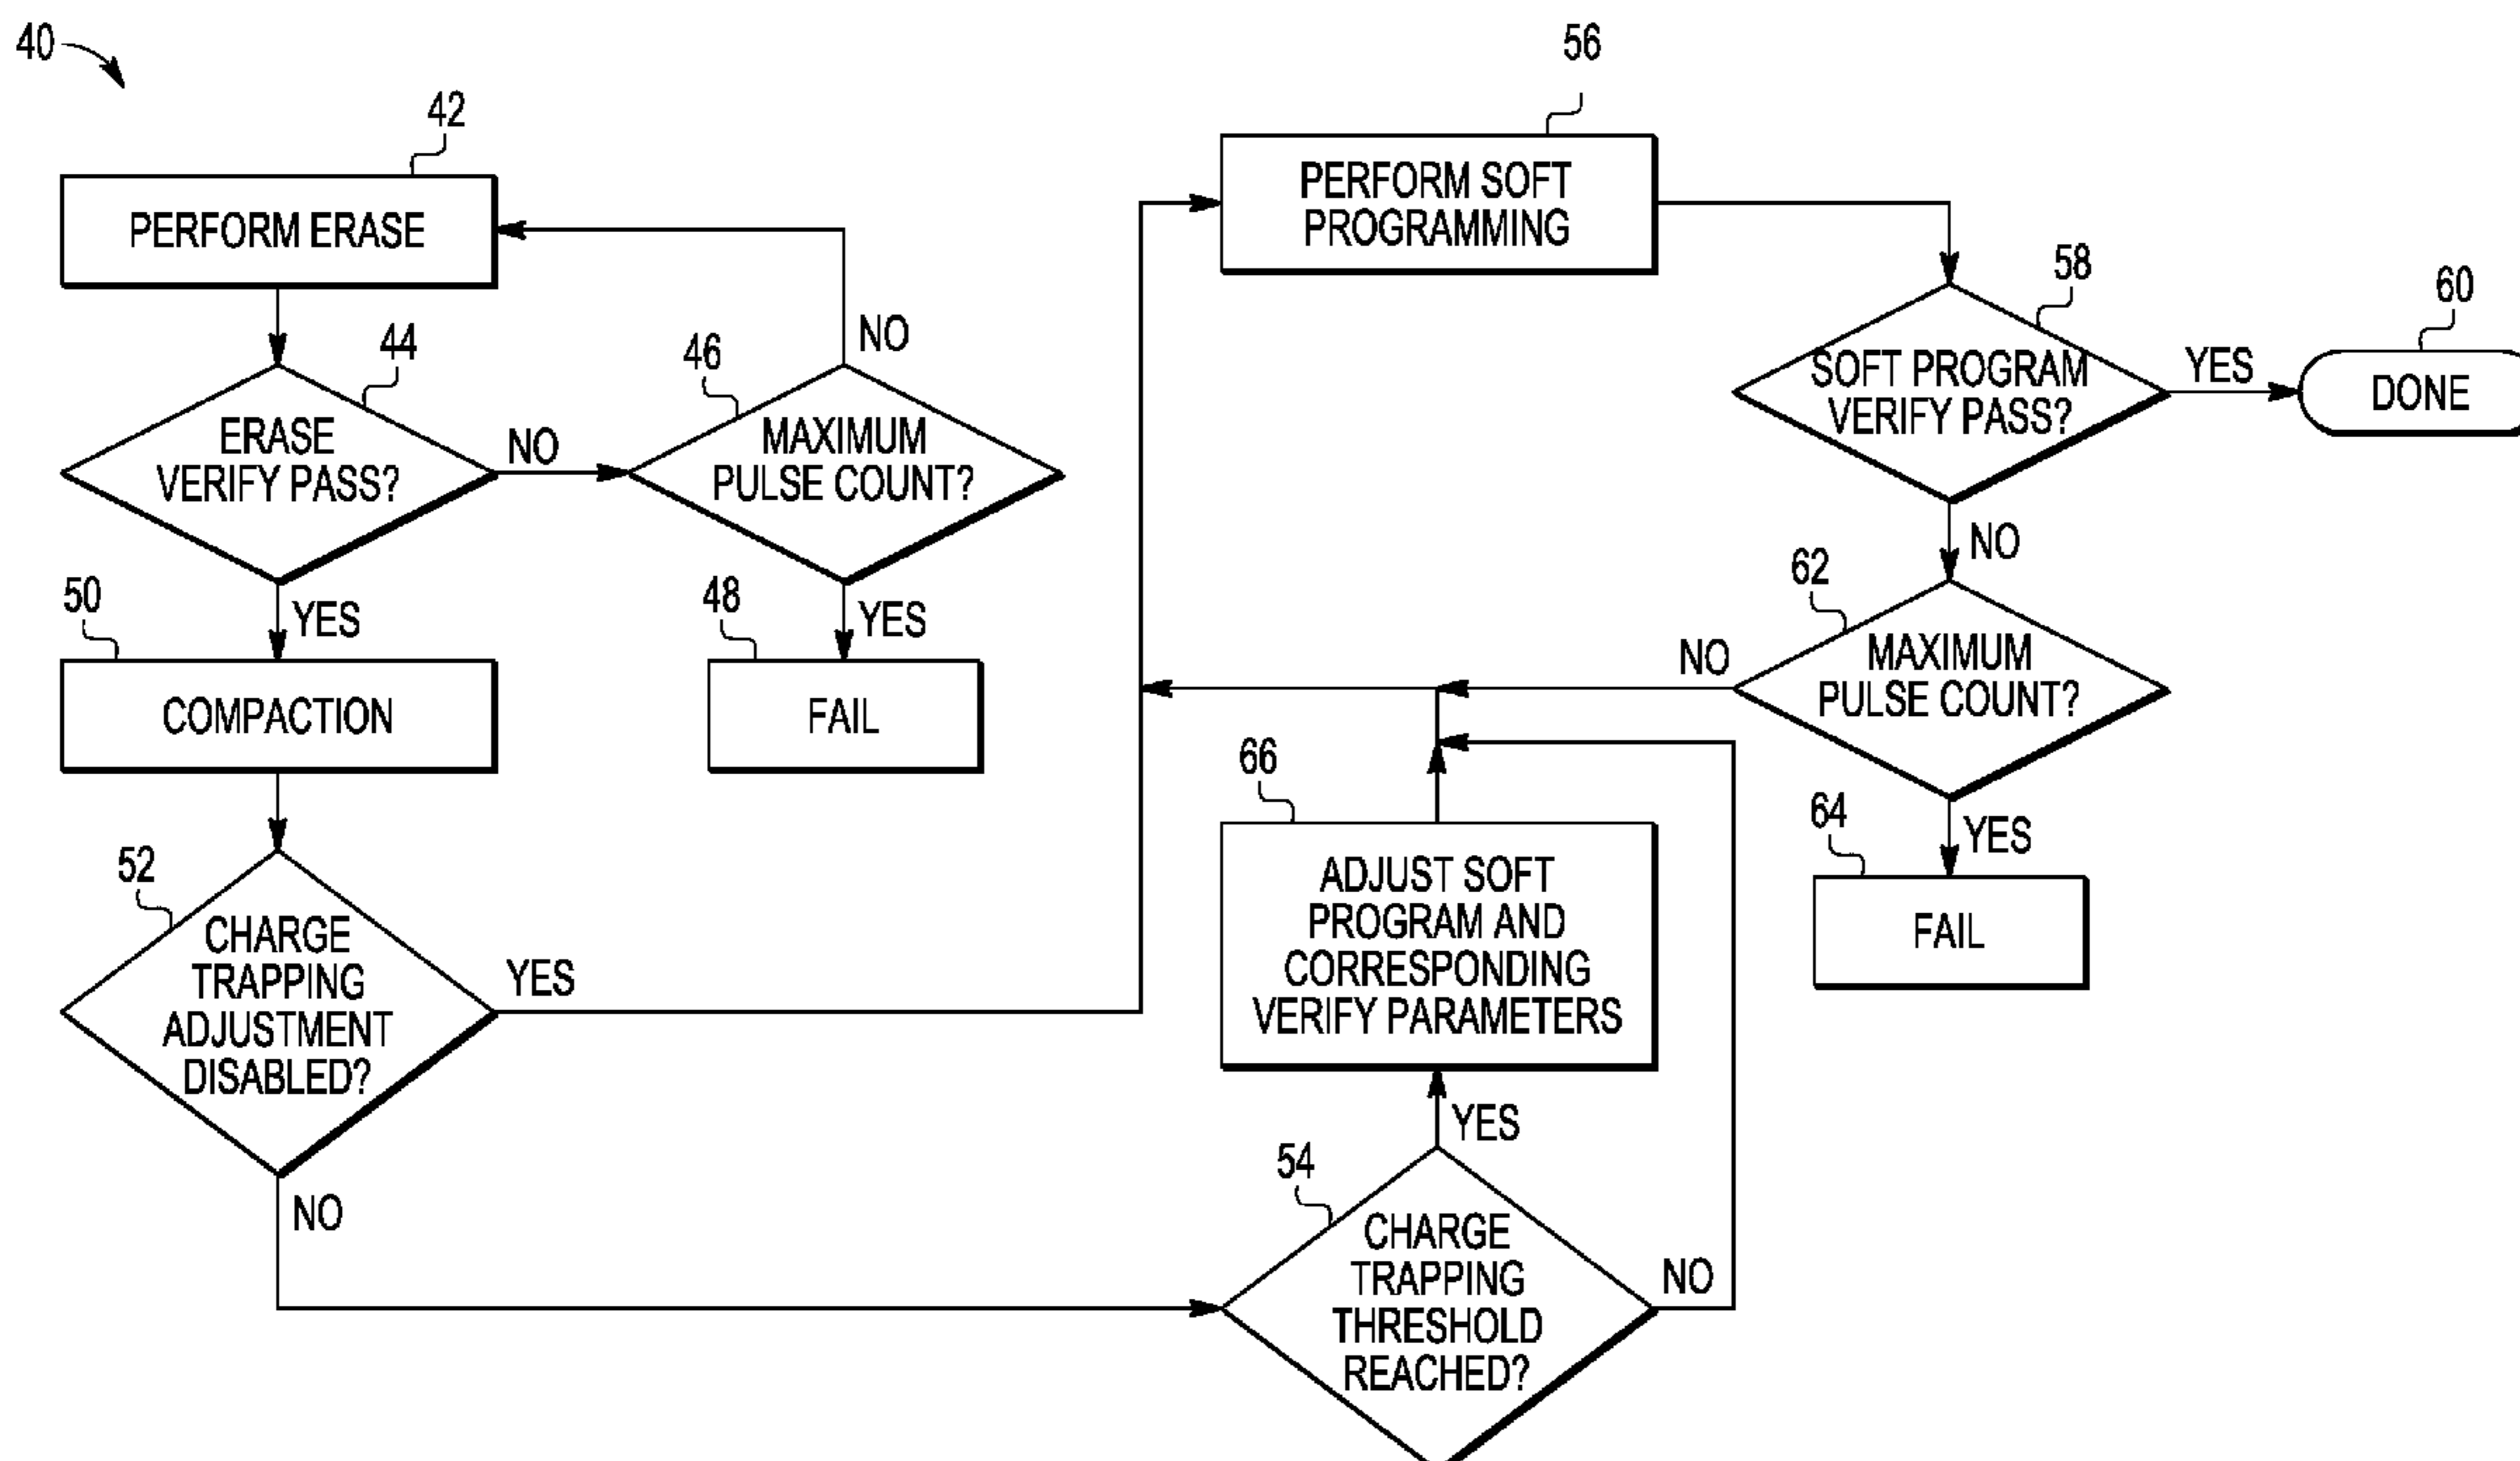 40
42
PERFORM ERASE
44
ERASE
VERIFY PASS?
NO
46
MAXIMUM
PULSE COUNT?
NO
YES
48
FAIL
YES
50
COMPACTION
52
CHARGE
TRAPPING
ADJUSTMENT
DISABLED?
YES
NO
54
CHARGE
TRAPPING
THRESHOLD
REACHED?
NO
YES
66
ADJUST SOFT
PROGRAM AND
CORRESPONDING
VERIFY PARAMETERS
56
PERFORM SOFT
PROGRAMMING
58
SOFT PROGRAM
VERIFY PASS?
YES
60
DONE
NO
62
MAXIMUM
PULSE COUNT?
NO
YES
64
FAIL